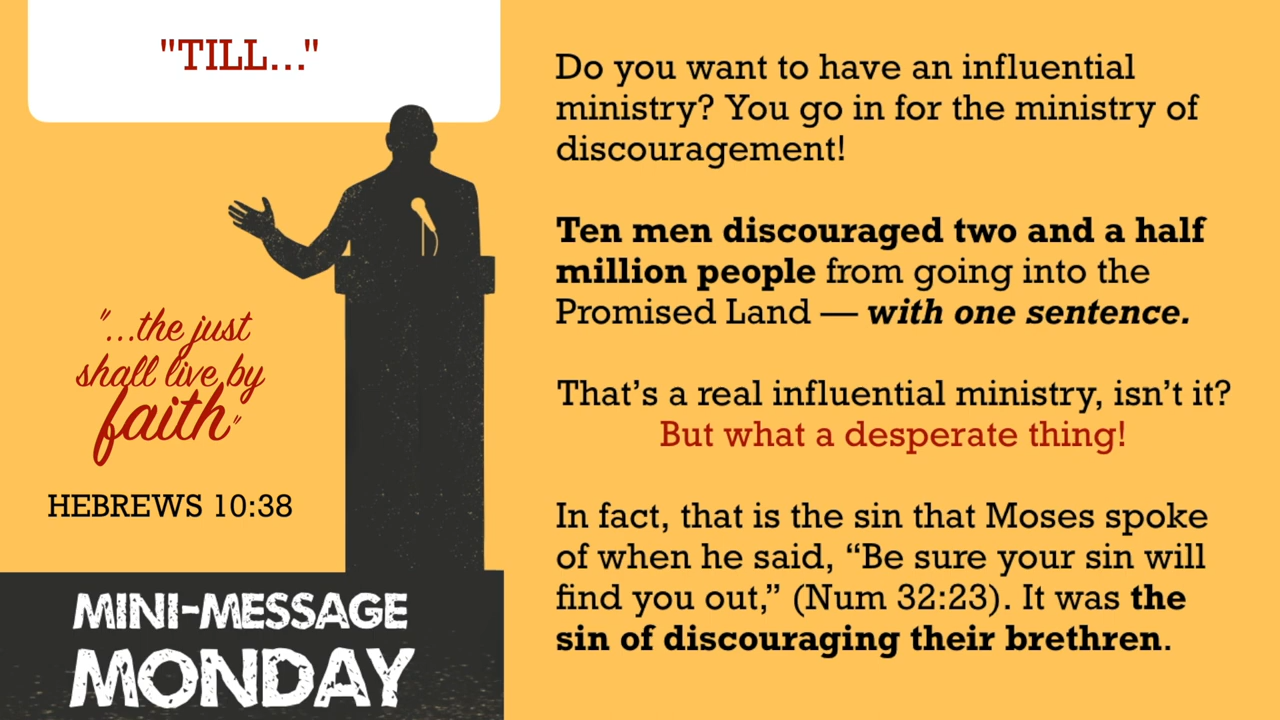 "TILL..."
"...the just
shall live by
faith"
HEBREWS 10:38
MINI-MESSAGE
MONDAY
Do you want to have an influential
ministry? You go in for the ministry of
discouragement!
Ten men discouraged two and a half
million people from going into the
Promised Land — with one sentence.
That’s a real influential ministry, isn’t it?
But what a desperate thing!
In fact, that is the sin that Moses spoke
of when he said, “Be sure your sin will
find you out,” (Num 32:23). It was the
sin of discouraging their brethren.